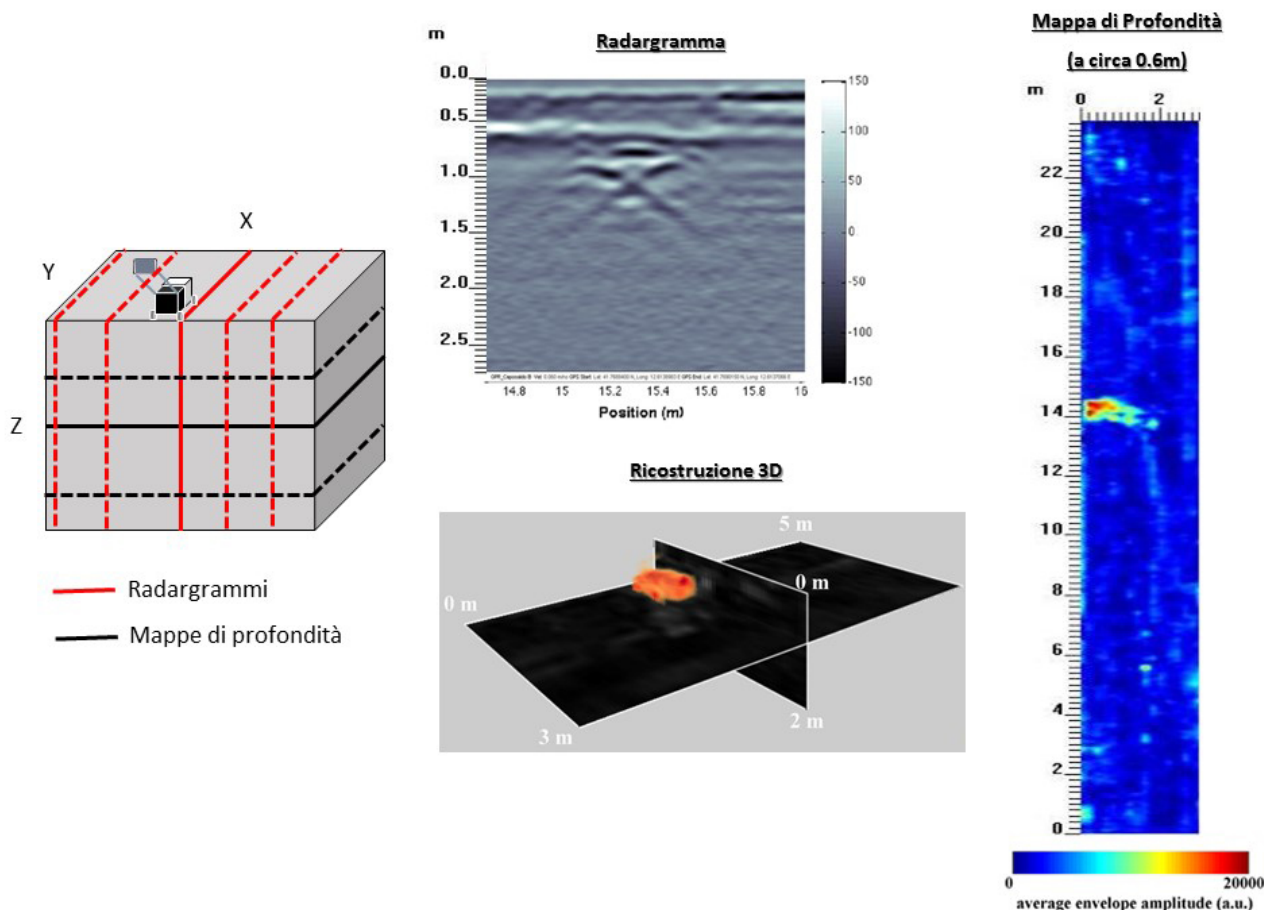 X
Y
Z
Radargrammi
Mappe di profondità
Radargramma
m
0.0
0.5
1.0
1.5
2.0
2.5
150
100
50
0
-50
-100
-150
14.8 15 15.2 15.4 15.6 15.8 16
Position (m)
Ricostruzione 3D
5 m
0 m
0 m
3 m
2 m
Mappa di Profondità
(a circa 0.6m)
m
0 2
22
20
18
16
14
12
10
8
6
4
2
0
0 20000
average envelope amplitude (a.u.)